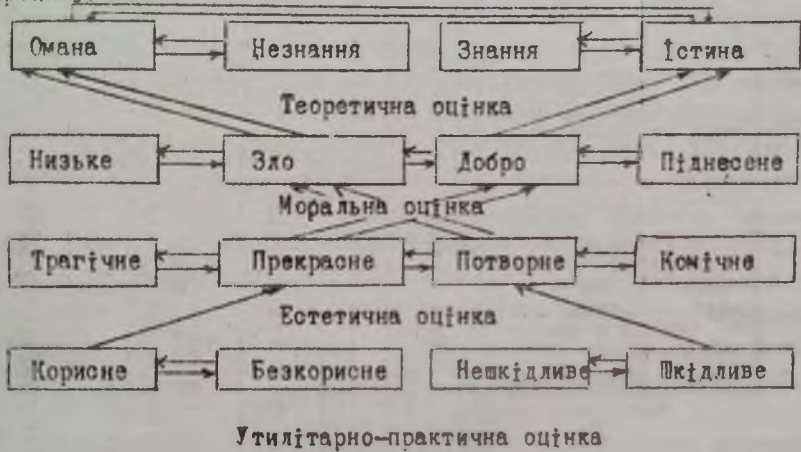 Омана Незнання Знання Істина
Теоретична оцінка
Низьке Зло Добро Піднесене
Моральна оцінка
Трагічне Прекрасне Потворне Комічне
Естетична оцінка
Корисне Безкорисне Нешкідливе Шкідливе
Утилітарно-практична оцінка